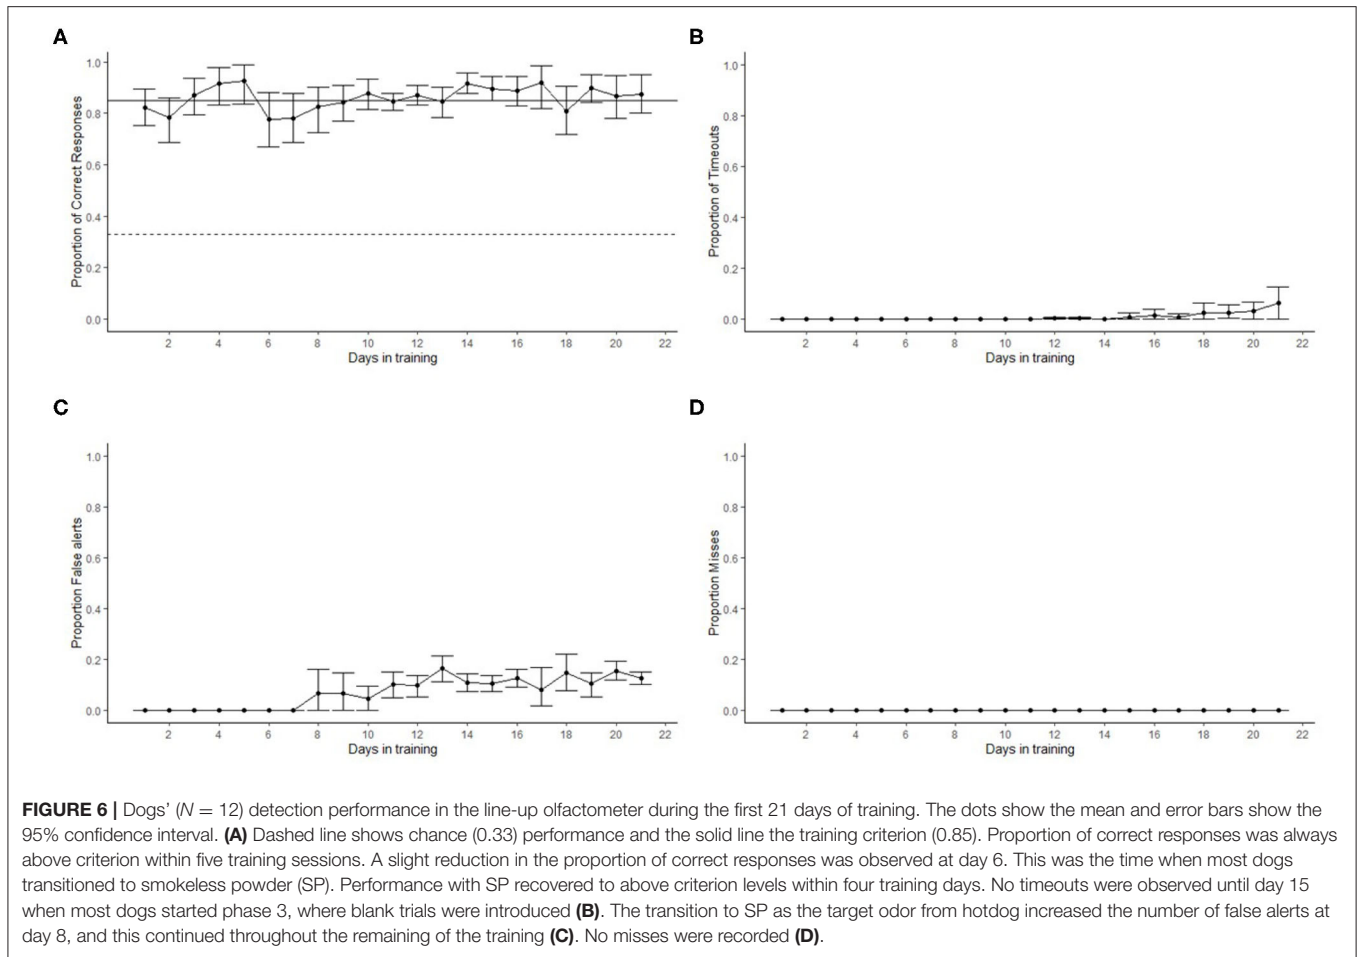 A
Proportion of Correct Responses
1.0
0.8
0.6
0.4
0.2
0.0
2 4 6 8 10 12 14 16 18 20 22
Days in training
B
Proportion of Timeouts
1.0
0.8
0.6
0.4
0.2
0.0
2 4 6 8 10 12 14 16 18 20 22
Days in training
C
Proportion False alerts
1.0
0.8
0.6
0.4
0.2
0.0
2 4 6 8 10 12 14 16 18 20 22
Days in training
D
Proportion Misses
1.0
0.8
0.6
0.4
0.2
0.0
2 4 6 8 10 12 14 16 18 20 22
Days in training
FIGURE 6 | Dogs' (N = 12) detection performance in the line-up olfactometer during the first 21 days of training. The dots show the mean and error bars show the
95% confidence interval. (A) Dashed line shows chance (0.33) performance and the solid line the training criterion (0.85). Proportion of correct responses was always
above criterion within five training sessions. A slight reduction in the proportion of correct responses was observed at day 6. This was the time when most dogs
transitioned to smokeless powder (SP). Performance with SP recovered to above criterion levels within four training days. No timeouts were observed until day 15
when most dogs started phase 3, where blank trials were introduced (B). The transition to SP as the target odor from hotdog increased the number of false alerts at
day 8, and this continued throughout the remaining of the training (C). No misses were recorded (D).